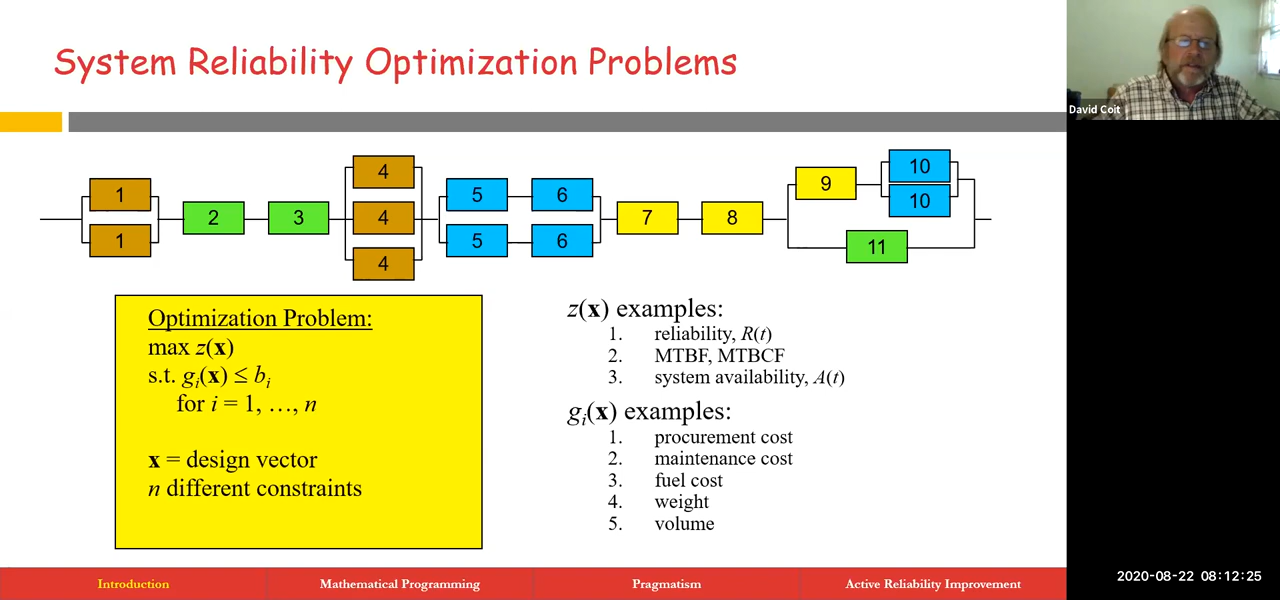 System Reliability Optimization Problems
David Coit
1
1
2
3
4
4
4
5
6
5
6
7
8
9
10
10
11
Optimization Problem:
max z(x)
s.t. gᵢ(x) ≤ bᵢ
for i = 1, …, n
x = design vector
n different constraints
z(x) examples:
1. reliability, R(t)
2. MTBF, MTBCF
3. system availability, A(t)
gᵢ(x) examples:
1. procurement cost
2. maintenance cost
3. fuel cost
4. weight
5. volume
Introduction Mathematical Programming Pragmatism Active Reliability Improvement
2020-08-22 08:12:25